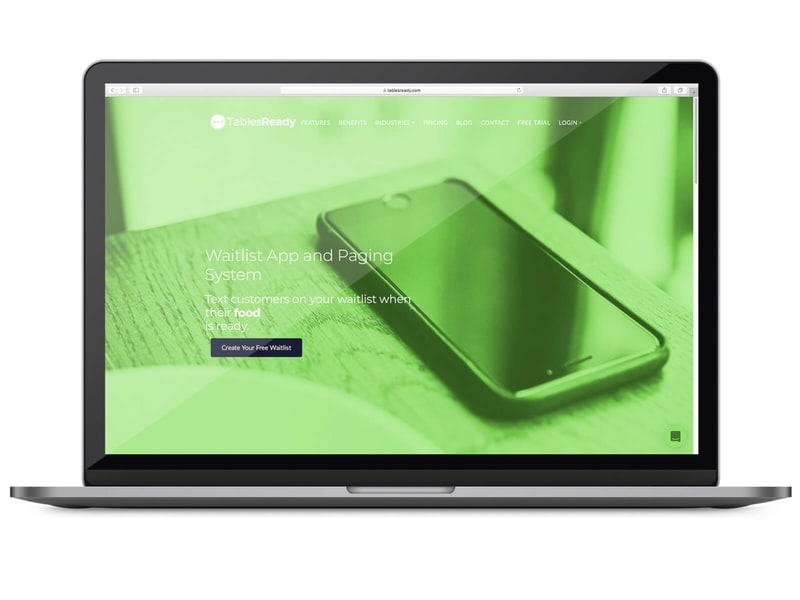 tablesready.com
TablesReady FEATURES BENEFITS INDUSTRIES PRICING BLOG CONTACT FREE TRIAL LOGIN
Waitlist App and Paging
System
Text customers on your waitlist when
their food
is ready.
Create Your Free Waitlist